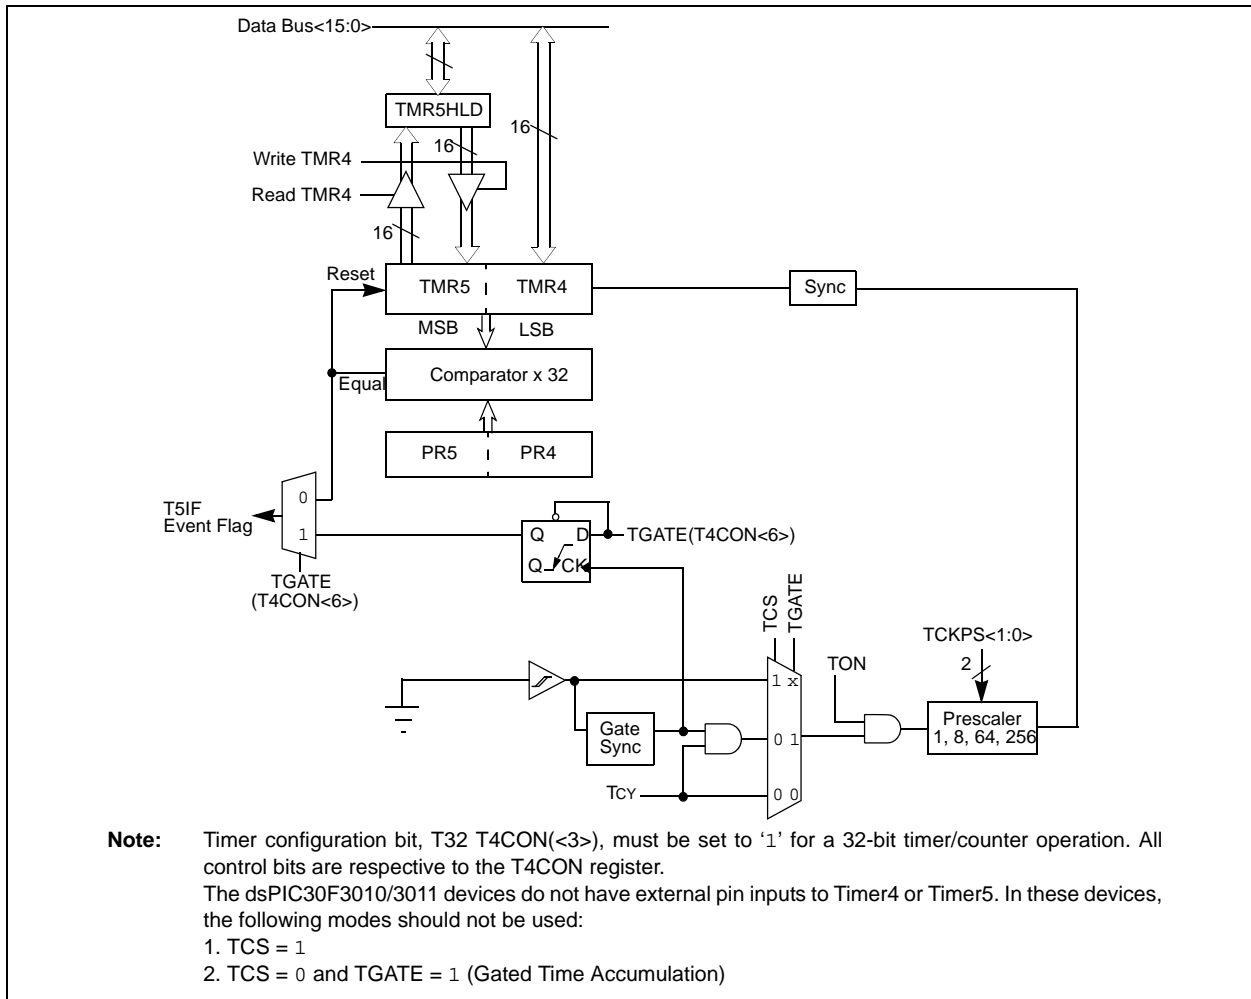 Data Bus<15:0>
TMR5HLD
16
16
Write TMR4
Read TMR4
16
Reset
TMR5
TMR4
Sync
MSB
LSB
Equal
Comparator x 32
PR5
PR4
0
T5IF
Event Flag
1
Q
D
TGATE(T4CON<6>)
Q
CK
TGATE
(T4CON<6>)
TCS
TGATE
TCKPS<1:0>
TON
2
1 x
Prescaler
1, 8, 64, 256
Gate
Sync
0 1
TCY
0 0
Note: Timer configuration bit, T32 T4CON(<3>), must be set to ‘1’ for a 32-bit timer/counter operation. All
control bits are respective to the T4CON register.
The dsPIC30F3010/3011 devices do not have external pin inputs to Timer4 or Timer5. In these devices,
the following modes should not be used:
1. TCS = 1
2. TCS = 0 and TGATE = 1 (Gated Time Accumulation)